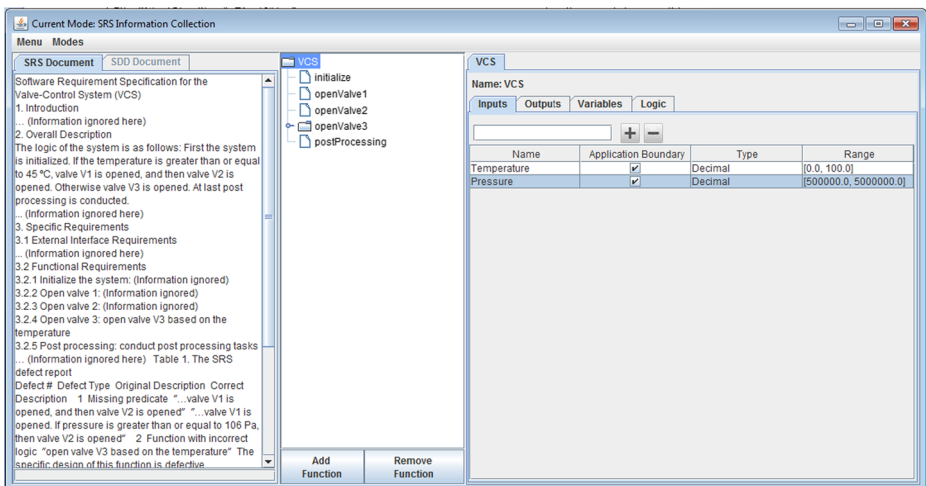 Current Mode: SRS Information Collection
Menu Modes
SRS Document SDD Document
Software Requirement Specification for the
Valve-Control System (VCS)
1. Introduction
... (Information ignored here)
2. Overall Description
The logic of the system is as follows: First the system
is initialized. If the temperature is greater than or equal
to 45 ºC, valve V1 is opened, and then valve V2 is
opened. Otherwise valve V3 is opened. At last post
processing is conducted.
... (Information ignored here)
3. Specific Requirements
3.1 External Interface Requirements
... (Information ignored here)
3.2 Functional Requirements
3.2.1 Initialize the system: (Information ignored)
3.2.2 Open valve 1: (Information ignored)
3.2.3 Open valve 2: (Information ignored)
3.2.4 Open valve 3: open valve V3 based on the
temperature
3.2.5 Post processing: conduct post processing tasks
... (Information ignored here) Table 1. The SRS
defect report
Defect # Defect Type Original Description Correct
Description 1 Missing predicate "...valve V1 is
opened, and then valve V2 is opened" "...valve V1 is
opened. If pressure is greater than or equal to 106 Pa,
then valve V2 is opened" 2 Function with incorrect
logic "open valve V3 based on the temperature" The
specific design of this function is defective
VCS
initialize
openValve1
openValve2
openValve3
postProcessing
Add
Function
Remove
Function
VCS
Name: VCS
Inputs Outputs Variables Logic
+ −
Name Application Boundary Type Range
Temperature Decimal [0.0, 100.0]
Pressure Decimal [500000.0, 5000000.0]